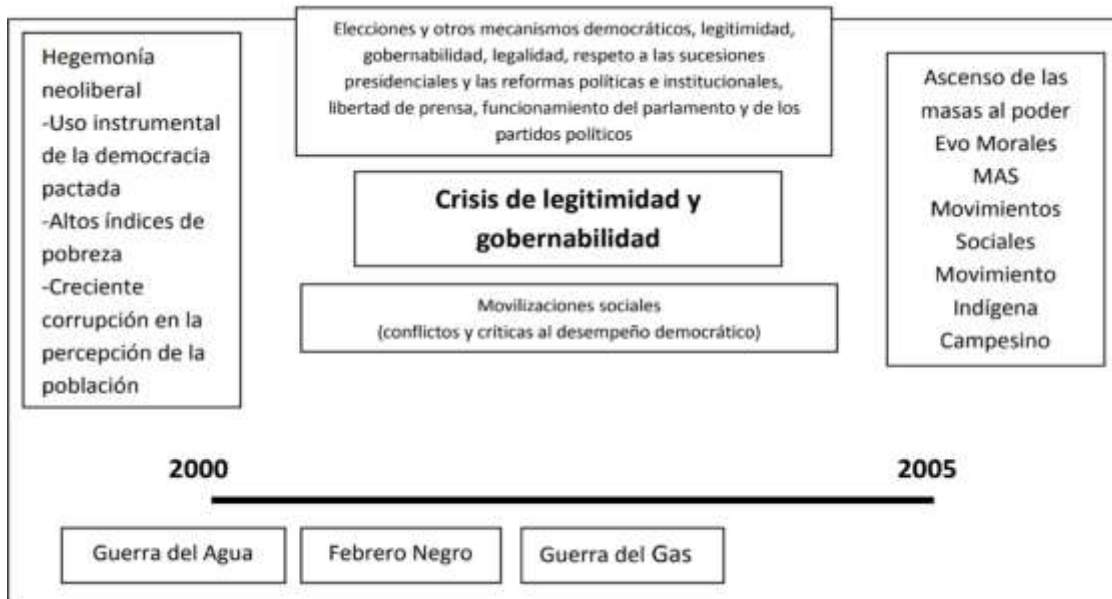 Hegemonía
neoliberal
-Uso instrumental
de la democracia
pactada
-Altos índices de
pobreza
-Creciente
corrupción en la
percepción de la
población
Elecciones y otros mecanismos democráticos, legitimidad,
gobernabilidad, legalidad, respeto a las sucesiones
presidenciales y las reformas políticas e institucionales,
libertad de prensa, funcionamiento del parlamento y de los
partidos políticos
Crisis de legitimidad y
gobernabilidad
Movilizaciones sociales
(conflictos y críticas al desempeño democrático)
Ascenso de las
masas al poder
Evo Morales
MAS
Movimientos
Sociales
Movimiento
Indígena
Campesino
2000
2005
Guerra del Agua
Febrero Negro
Guerra del Gas